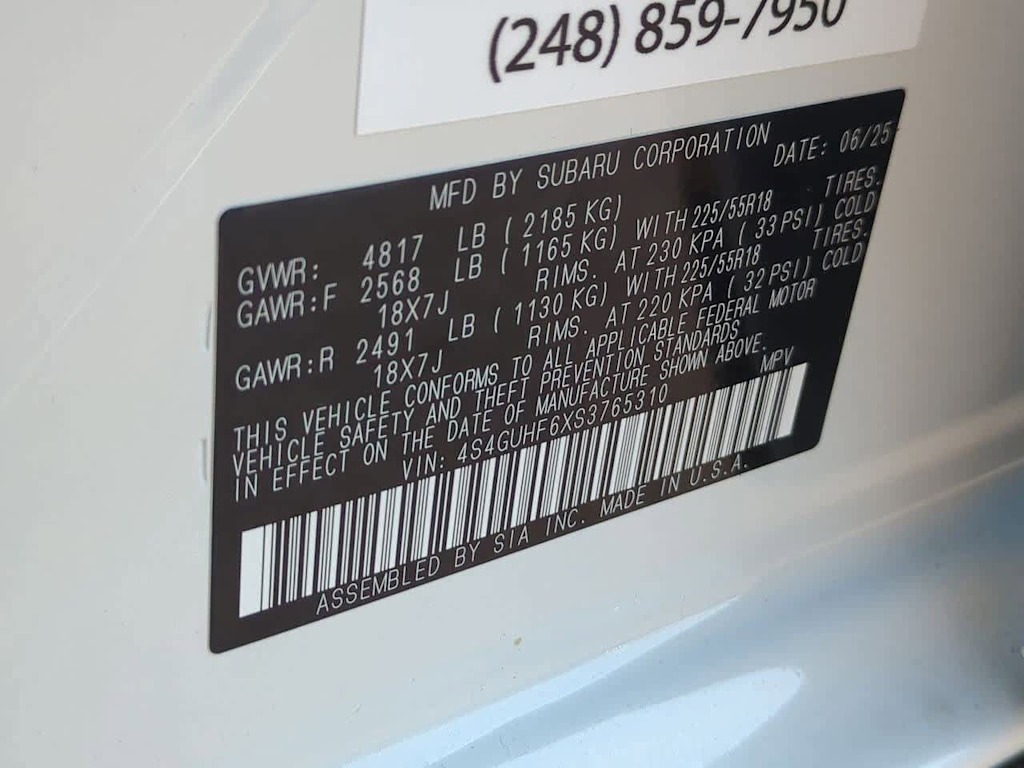 (248) 859-7950
MFD BY SUBARU CORPORATION DATE: 06/25
GVWR: 4817 LB ( 2185 KG)
GAWR:F 2568 LB ( 1165 KG) WITH 225/55R18 TIRES.
18X7J RIMS. AT 230 KPA ( 33 PSI) COLD
GAWR:R 2491 LB ( 1130 KG) WITH 225/55R18 TIRES.
18X7J RIMS. AT 220 KPA ( 32 PSI) COLD
THIS VEHICLE CONFORMS TO ALL APPLICABLE FEDERAL MOTOR
VEHICLE SAFETY AND THEFT PREVENTION STANDARDS
IN EFFECT ON THE DATE OF MANUFACTURE SHOWN ABOVE.
VIN: 4S4GUHF6XS3765310 MPV
ASSEMBLED BY SIA INC. MADE IN U.S.A.